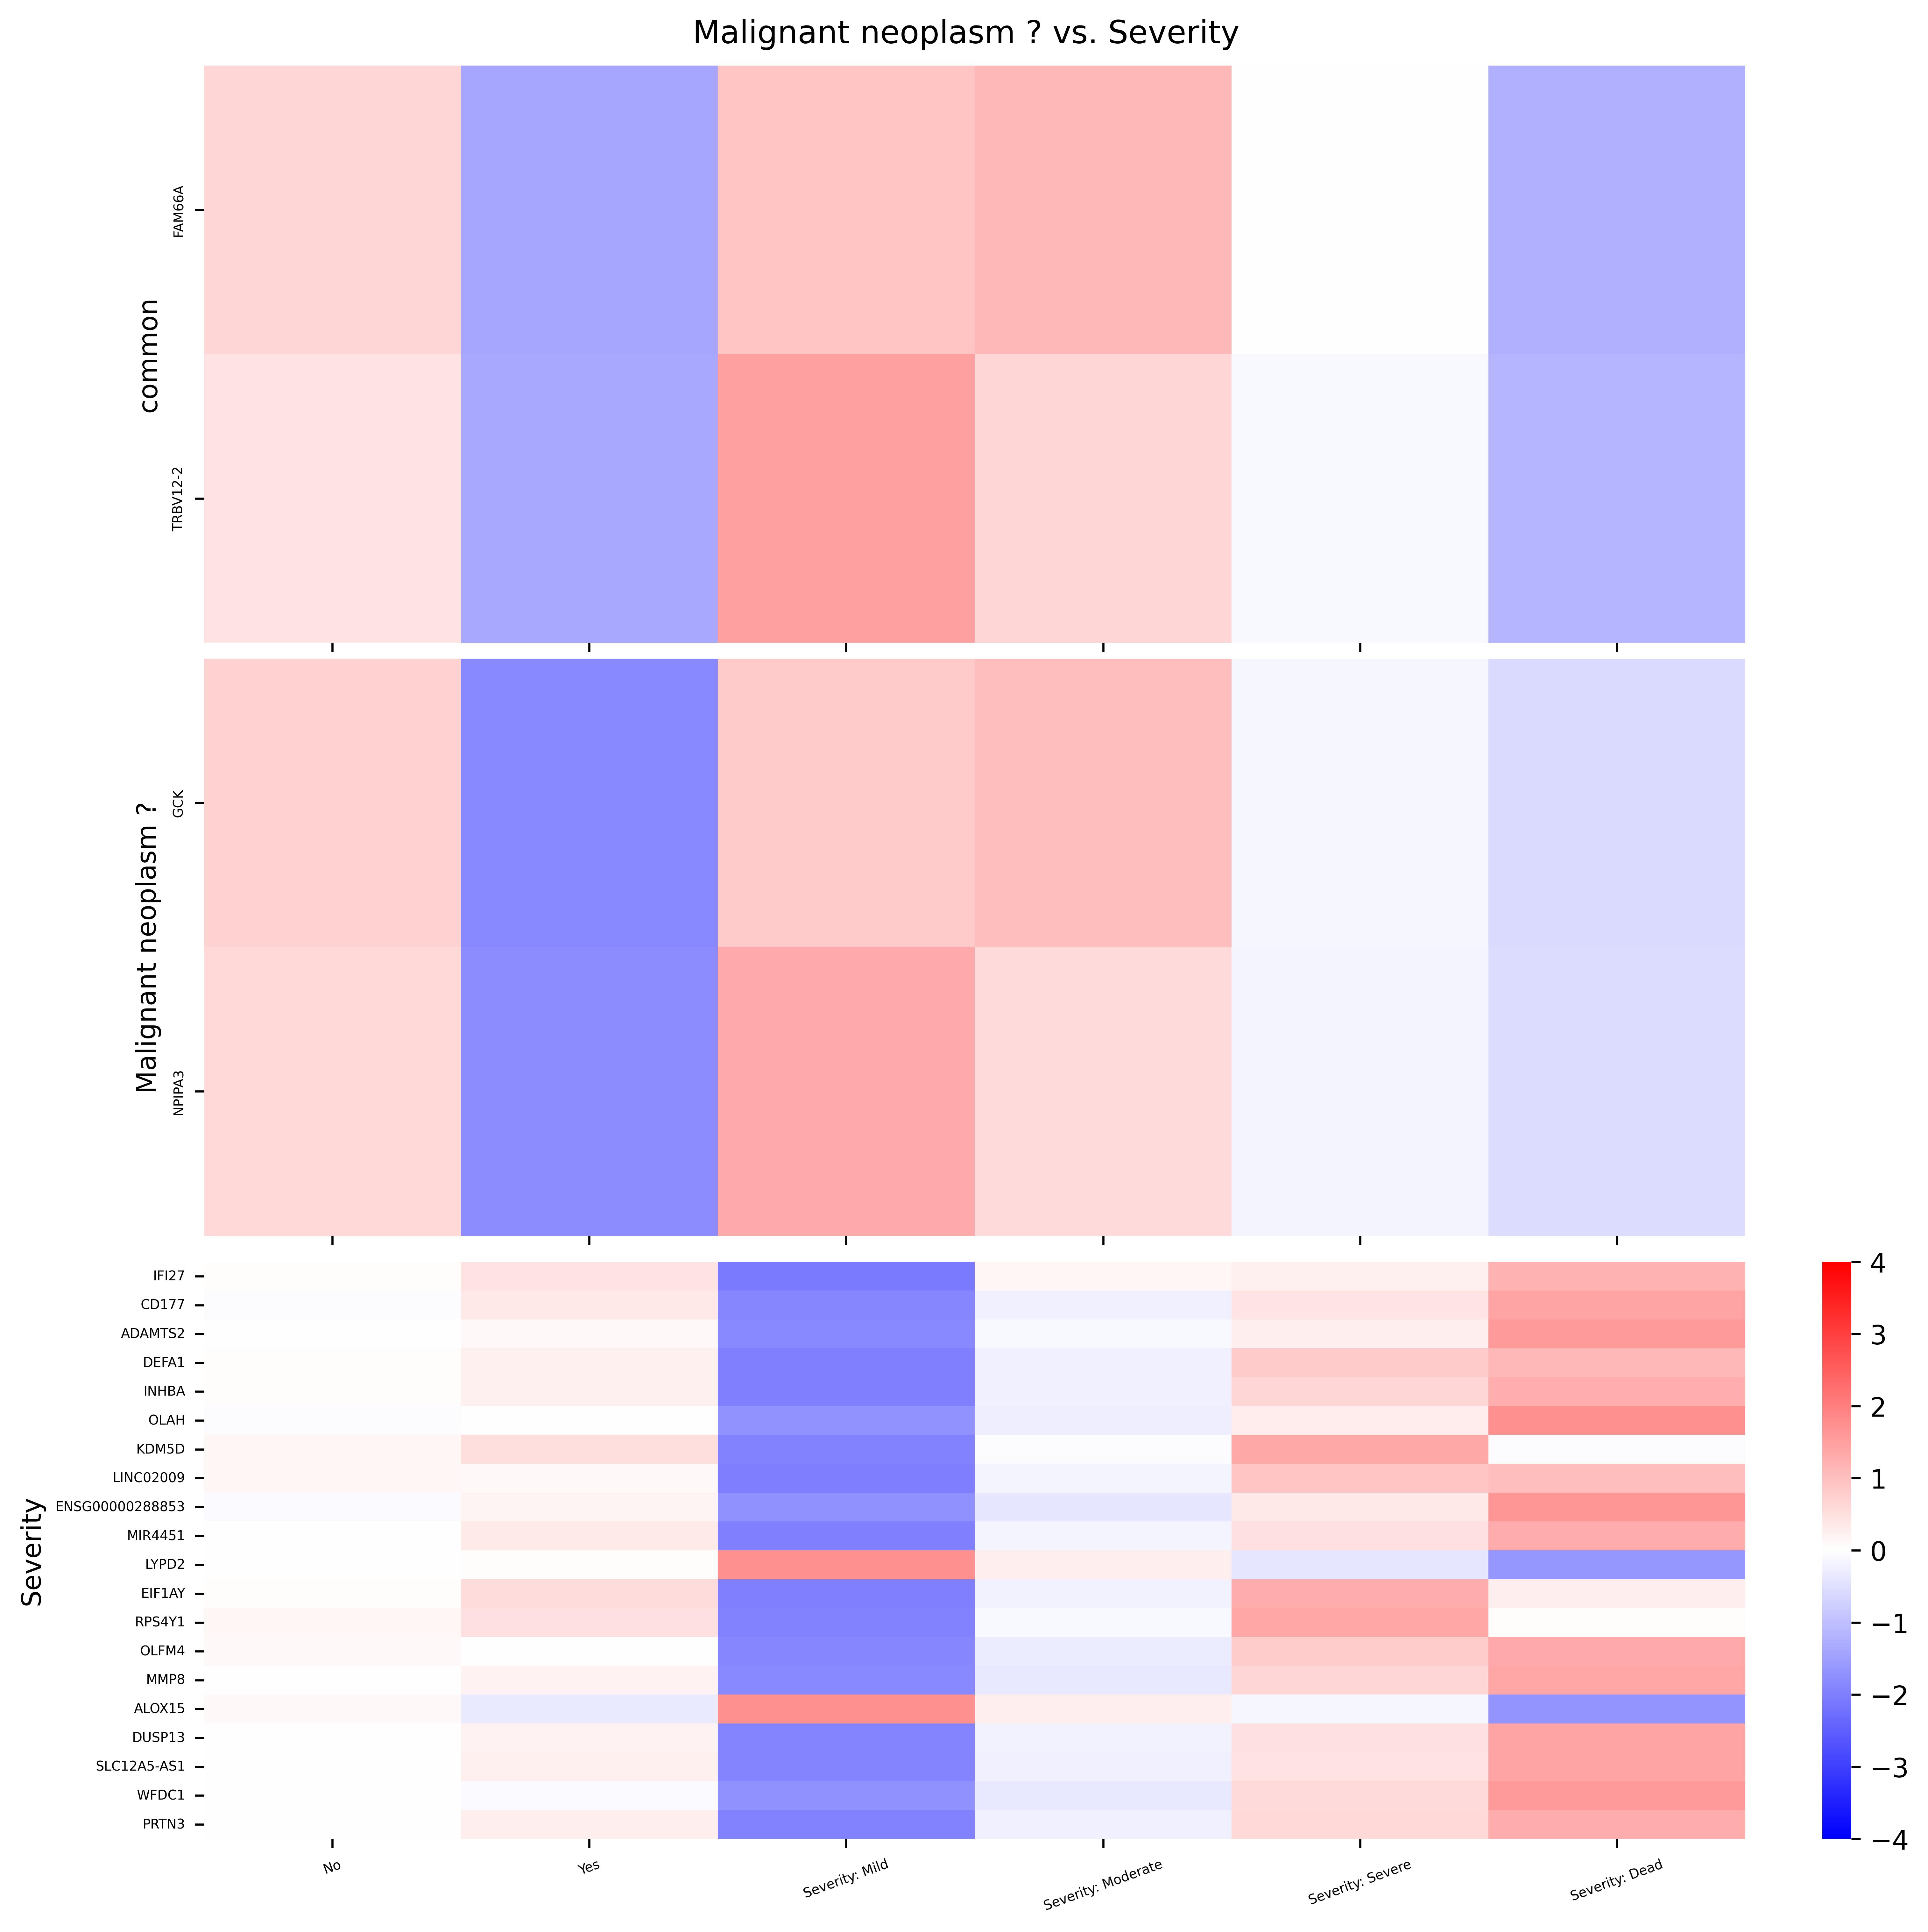 Malignant neoplasm ? vs. Severity
common
FAM66A
TRBV12-2
Malignant neoplasm ?
GCK
NPIPA3
Severity
IFI27
CD177
ADAMTS2
DEFA1
INHBA
OLAH
KDM5D
LINC02009
ENSG00000288853
MIR4451
LYPD2
EIF1AY
RPS4Y1
OLFM4
MMP8
ALOX15
DUSP13
SLC12A5-AS1
WFDC1
PRTN3
No
Yes
Severity: Mild
Severity: Moderate
Severity: Severe
Severity: Dead
4
3
2
1
0
−1
−2
−3
−4